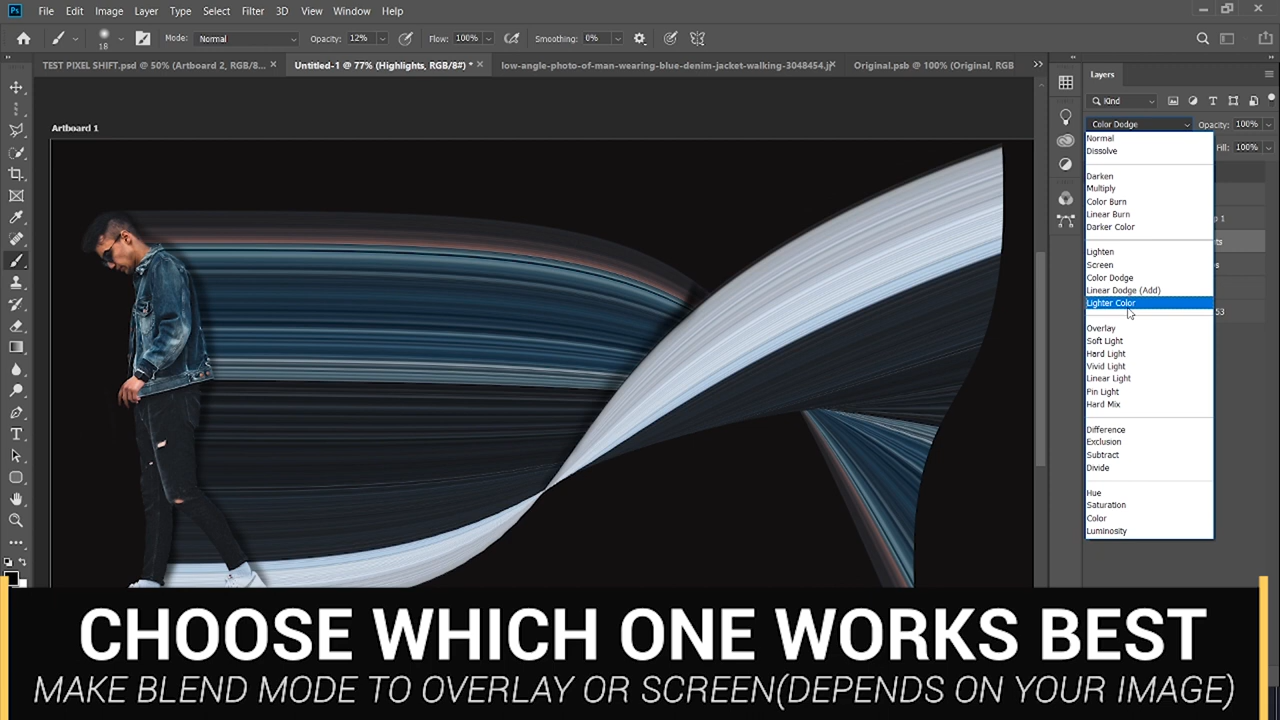 Ps File Edit Image Layer Type Select Filter 3D View Window Help
18 Mode: Normal Opacity: 12% Flow: 100% Smoothing: 0%
TEST PIXEL SHIFT.psd @ 50% (Artboard 2, RGB/8... × Untitled-1 @ 77% (Highlights, RGB/8#) * × low-angle-photo-of-man-wearing-blue-denim-jacket-walking-3048454.j× Original.psb @ 100% (Original, RGB
Layers
Kind
Color Dodge Opacity: 100%
Artboard 1
Normal
Fill: 100%
Dissolve
Darken
Multiply
Color Burn
Linear Burn
p 1
Darker Color
ts
Lighten
Screen
s
Color Dodge
Linear Dodge (Add)
Lighter Color
53
Overlay
Soft Light
Hard Light
Vivid Light
Linear Light
Pin Light
Hard Mix
Difference
Exclusion
Subtract
Divide
Hue
Saturation
Color
Luminosity
CHOOSE WHICH ONE WORKS BEST
MAKE BLEND MODE TO OVERLAY OR SCREEN(DEPENDS ON YOUR IMAGE)